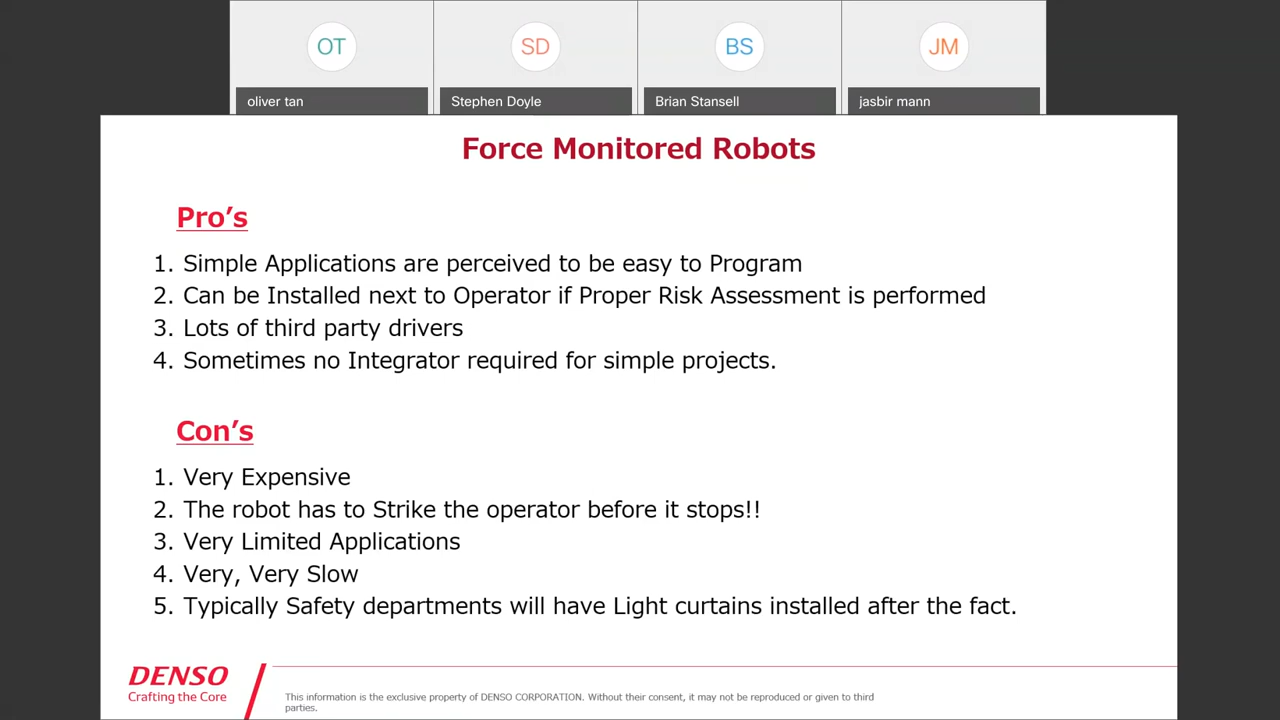 OT
SD
BS
JM
oliver tan
Stephen Doyle
Brian Stansell
jasbir mann
Force Monitored Robots
Pro’s
1. Simple Applications are perceived to be easy to Program
2. Can be Installed next to Operator if Proper Risk Assessment is performed
3. Lots of third party drivers
4. Sometimes no Integrator required for simple projects.
Con’s
1. Very Expensive
2. The robot has to Strike the operator before it stops!!
3. Very Limited Applications
4. Very, Very Slow
5. Typically Safety departments will have Light curtains installed after the fact.
DENSO
Crafting the Core
This information is the exclusive property of DENSO CORPORATION. Without their consent, it may not be reproduced or given to third
parties.